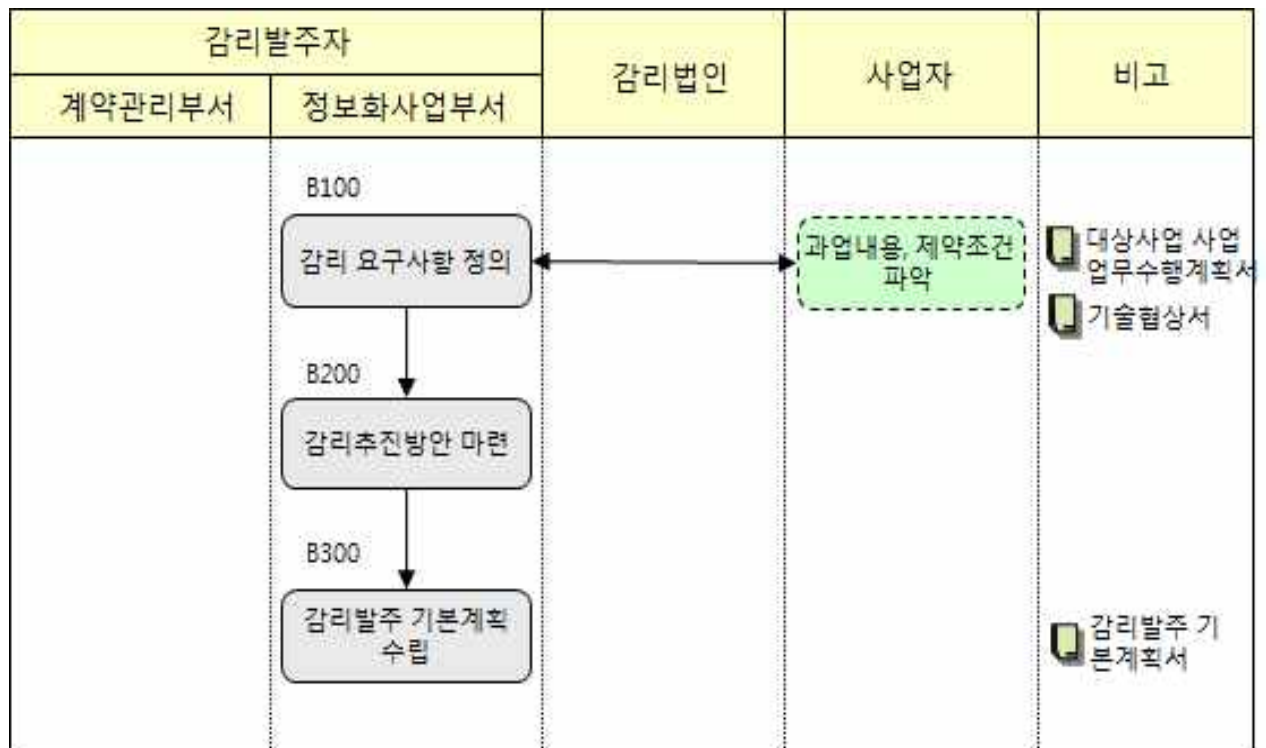 감리발주자
계약관리부서
정보화사업부서
감리법인
사업자
비고
B100
감리 요구사항 정의
과업내용, 제약조건
파악
대상사업 사업
업무수행계획서
기술협상서
B200
감리추진방안 마련
B300
감리발주 기본계획
수립
감리발주 기
본계획서